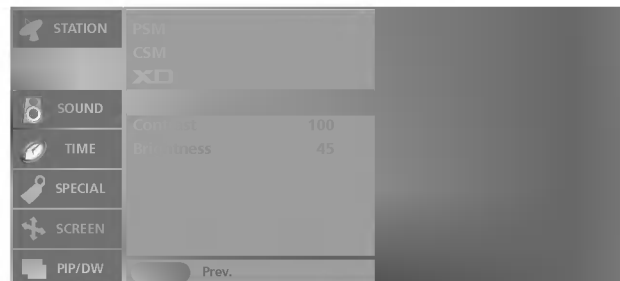 STATION
PSM
CSM
XD
SOUND
Contrast 100
TIME
Brightness 45
SPECIAL
SCREEN
PIP/DW
Prev.